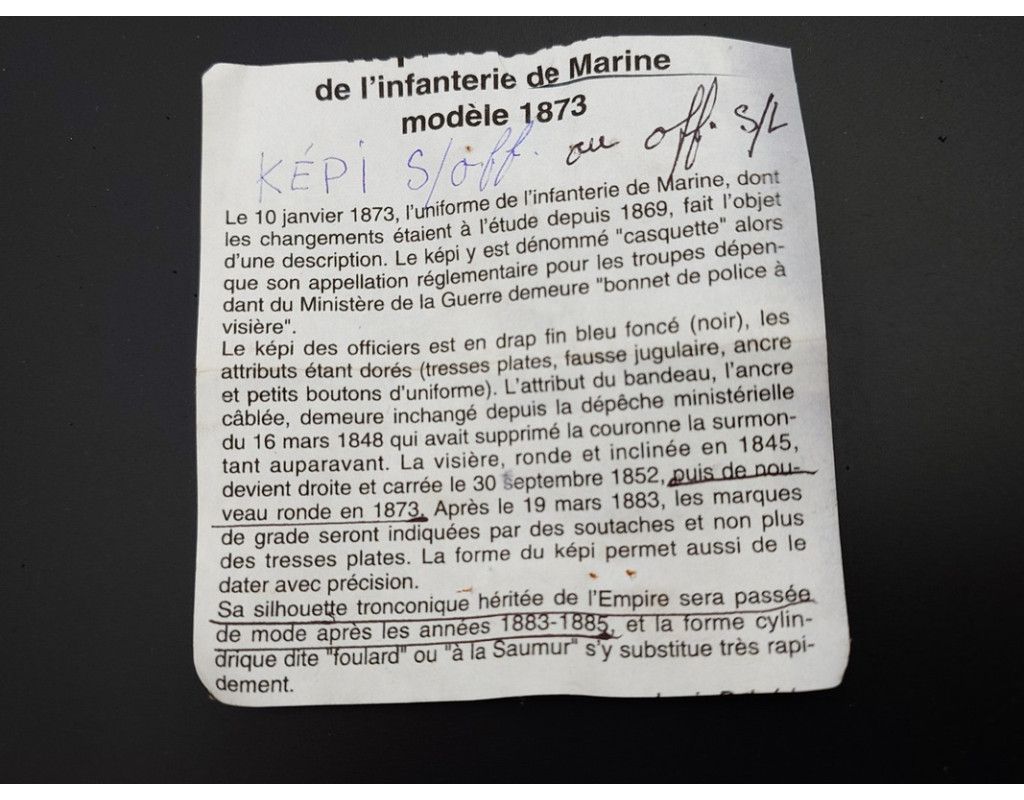 de l'infanterie de Marine
modèle 1873
KÉPI S/off. ou off. S/L
Le 10 janvier 1873, l'uniforme de l'infanterie de Marine, dont
les changements étaient à l'étude depuis 1869, fait l'objet
d'une description. Le képi y est dénommé "casquette" alors
que son appellation réglementaire pour les troupes dépen-
dant du Ministère de la Guerre demeure "bonnet de police à
visière".
Le képi des officiers est en drap fin bleu foncé (noir), les
attributs étant dorés (tresses plates, fausse jugulaire, ancre
et petits boutons d'uniforme). L'attribut du bandeau, l'ancre
câblée, demeure inchangé depuis la dépêche ministérielle
du 16 mars 1848 qui avait supprimé la couronne la surmon-
tant auparavant. La visière, ronde et inclinée en 1845,
devient droite et carrée le 30 septembre 1852, puis de nou-
veau ronde en 1873. Après le 19 mars 1883, les marques
de grade seront indiquées par des soutaches et non plus
des tresses plates. La forme du képi permet aussi de le
dater avec précision.
Sa silhouette tronconique héritée de l'Empire sera passée
de mode après les années 1883-1885, et la forme cylin-
drique dite "foulard" ou "à la Saumur" s'y substitue très rapi-
dement.